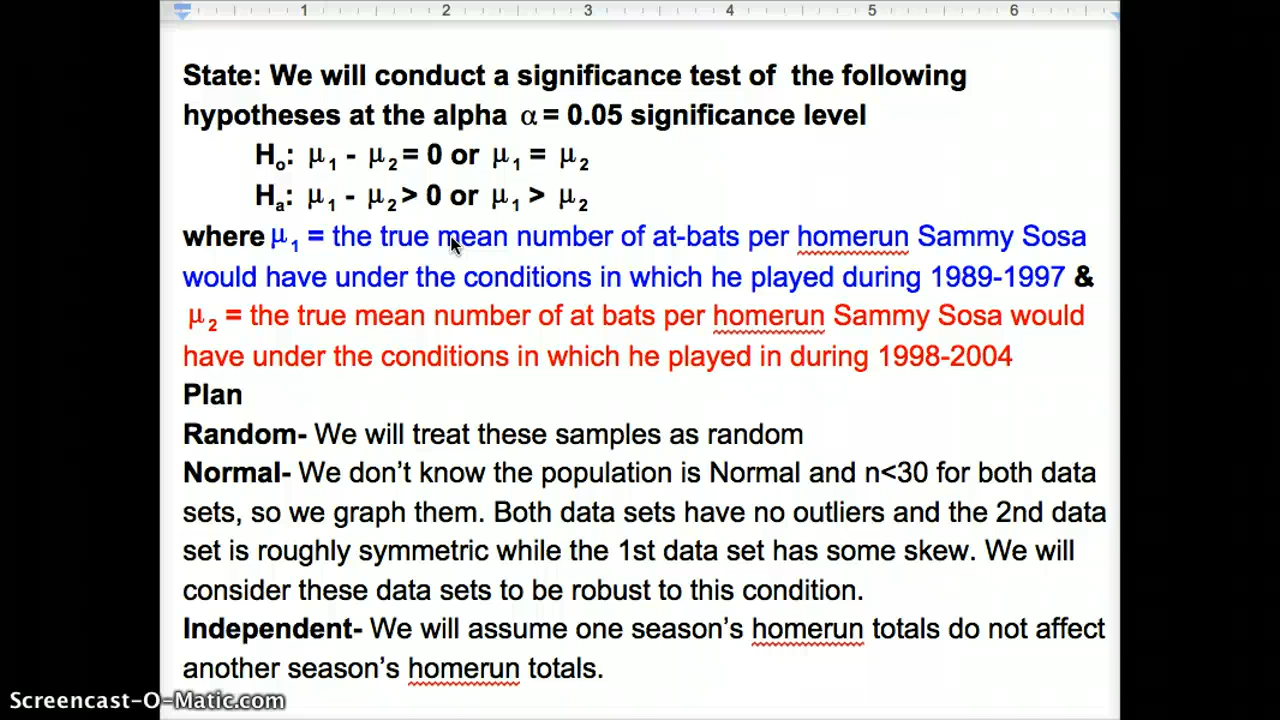 1 2 3 4 5 6
State: We will conduct a significance test of the following
hypotheses at the alpha α = 0.05 significance level
Ho: μ1 - μ2 = 0 or μ1 = μ2
Ha: μ1 - μ2 > 0 or μ1 > μ2
where μ1 = the true mean number of at-bats per homerun Sammy Sosa
would have under the conditions in which he played during 1989-1997 &
μ2 = the true mean number of at bats per homerun Sammy Sosa would
have under the conditions in which he played in during 1998-2004
Plan
Random- We will treat these samples as random
Normal- We don't know the population is Normal and n<30 for both data
sets, so we graph them. Both data sets have no outliers and the 2nd data
set is roughly symmetric while the 1st data set has some skew. We will
consider these data sets to be robust to this condition.
Independent- We will assume one season's homerun totals do not affect
another season's homerun totals.
Screencast-O-Matic.com